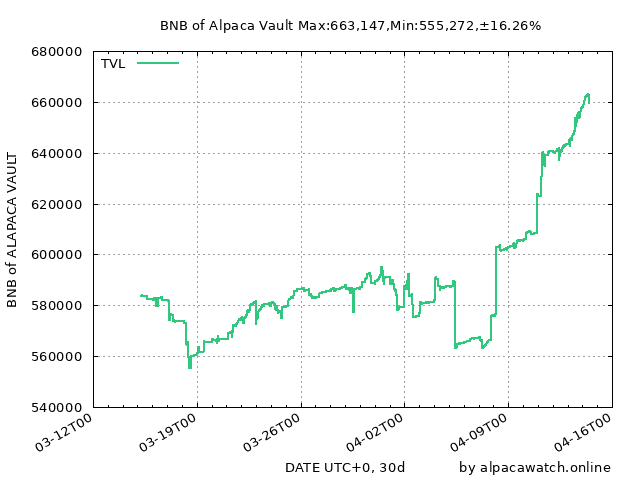 BNB of Alpaca Vault Max:663,147,Min:555,272,±16.26%
680000
TVL
660000
640000
620000
600000
580000
560000
540000
BNB of ALAPACA VAULT
03-12T00
03-19T00
03-26T00
04-02T00
04-09T00
04-16T00
DATE UTC+0, 30d
by alpacawatch.online